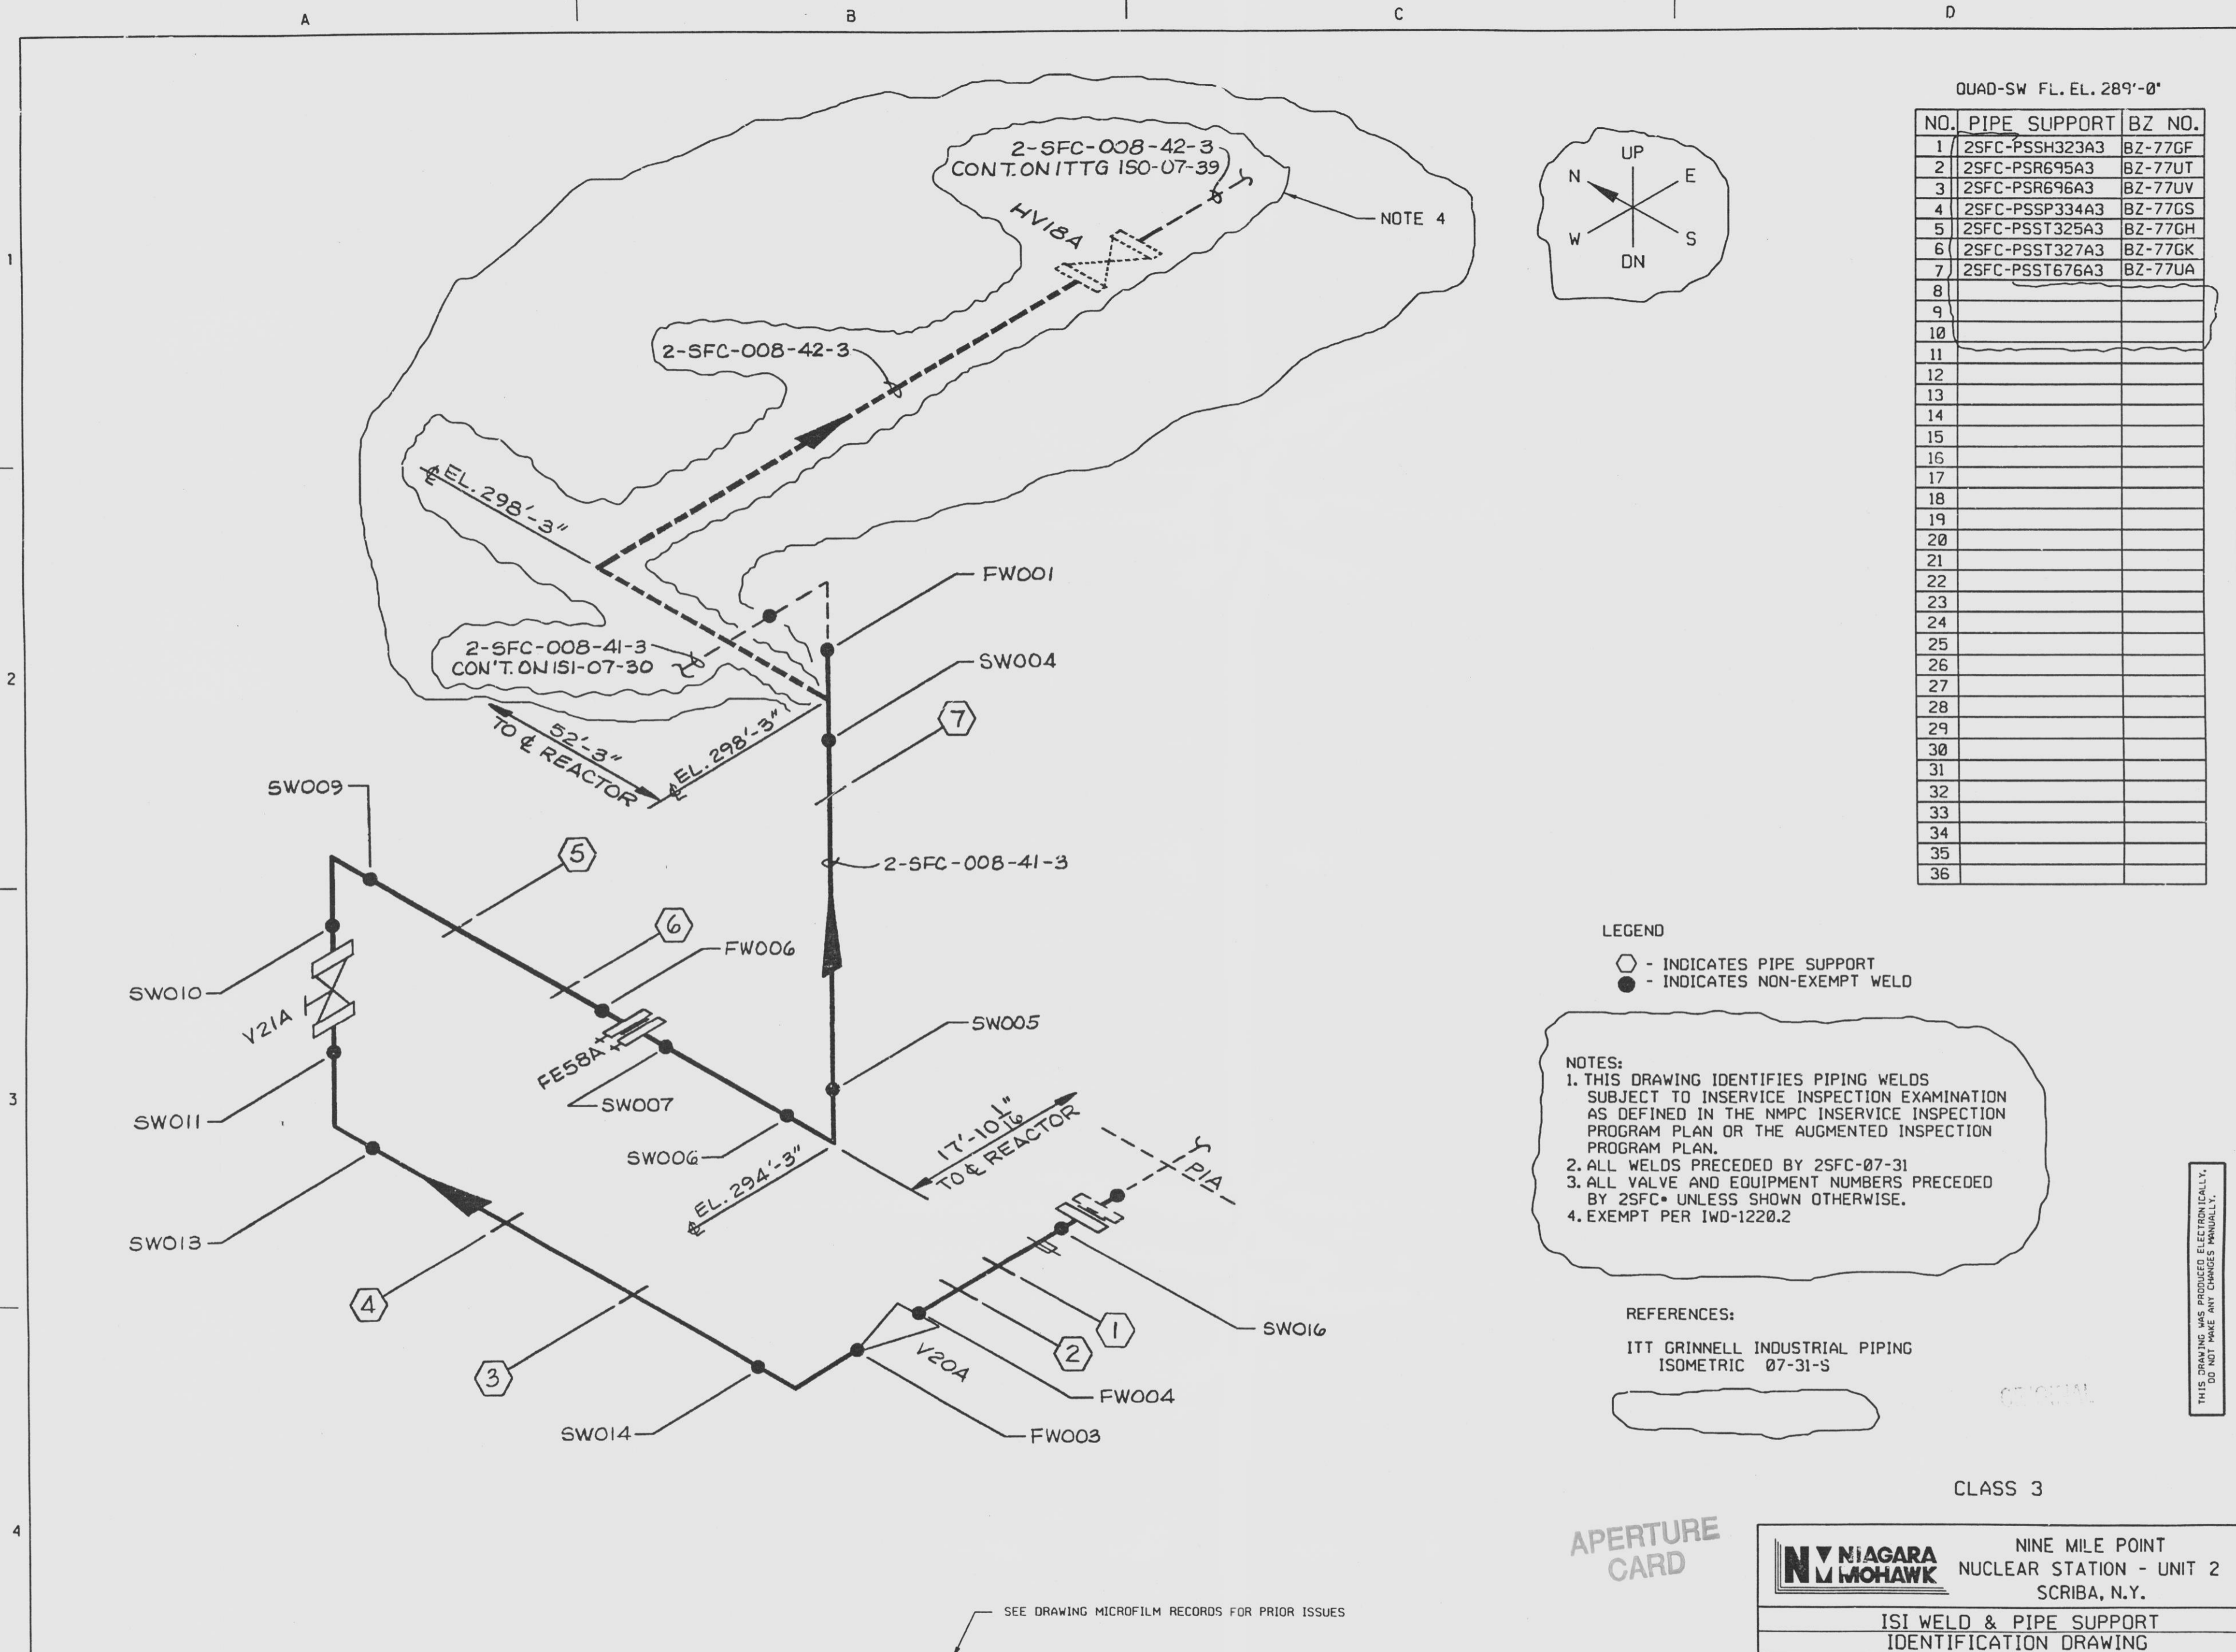 A
B
C
D
1
2
3
4
2-SFC-008-42-3
CON'T. ON ITTG ISO-07-39
HV18A
NOTE 4
UP
N
E
W
S
DN
2-SFC-008-42-3
℄ EL. 298'-3"
2-SFC-008-41-3
CON'T. ON ISI-07-30
FW001
SW004
7
52'-3"
TO ℄ REACTOR
℄ EL. 298'-3"
SW009
5
2-SFC-008-41-3
6
FW006
SW010
V21A
FE58A
SW005
SW007
SW011
SW006
17'-10 1/16"
TO ℄ REACTOR
℄ EL. 294'-3"
P1A
SW013
4
3
1
2
V20A
SW016
FW004
FW003
SW014
QUAD-SW FL. EL. 289'-0"
NO. PIPE SUPPORT BZ NO.
1 2SFC-PSSH323A3 BZ-77GF
2 2SFC-PSR695A3 BZ-77UT
3 2SFC-PSR696A3 BZ-77UV
4 2SFC-PSSP334A3 BZ-77GS
5 2SFC-PSST325A3 BZ-77GH
6 2SFC-PSST327A3 BZ-77GK
7 2SFC-PSST676A3 BZ-77UA
8
9
10
11
12
13
14
15
16
17
18
19
20
21
22
23
24
25
26
27
28
29
30
31
32
33
34
35
36
LEGEND
- INDICATES PIPE SUPPORT
- INDICATES NON-EXEMPT WELD
NOTES:
1. THIS DRAWING IDENTIFIES PIPING WELDS
SUBJECT TO INSERVICE INSPECTION EXAMINATION
AS DEFINED IN THE NMPC INSERVICE INSPECTION
PROGRAM PLAN OR THE AUGMENTED INSPECTION
PROGRAM PLAN.
2. ALL WELDS PRECEDED BY 2SFC-07-31
3. ALL VALVE AND EQUIPMENT NUMBERS PRECEDED
BY 2SFC• UNLESS SHOWN OTHERWISE.
4. EXEMPT PER IWD-1220.2
REFERENCES:
ITT GRINNELL INDUSTRIAL PIPING
ISOMETRIC 07-31-S
THIS DRAWING WAS PRODUCED ELECTRONICALLY.
DO NOT MAKE ANY CHANGES MANUALLY.
CLASS 3
APERTURE
CARD
NIAGARA
MOHAWK
NINE MILE POINT
NUCLEAR STATION - UNIT 2
SCRIBA, N.Y.
ISI WELD & PIPE SUPPORT
IDENTIFICATION DRAWING
SEE DRAWING MICROFILM RECORDS FOR PRIOR ISSUES